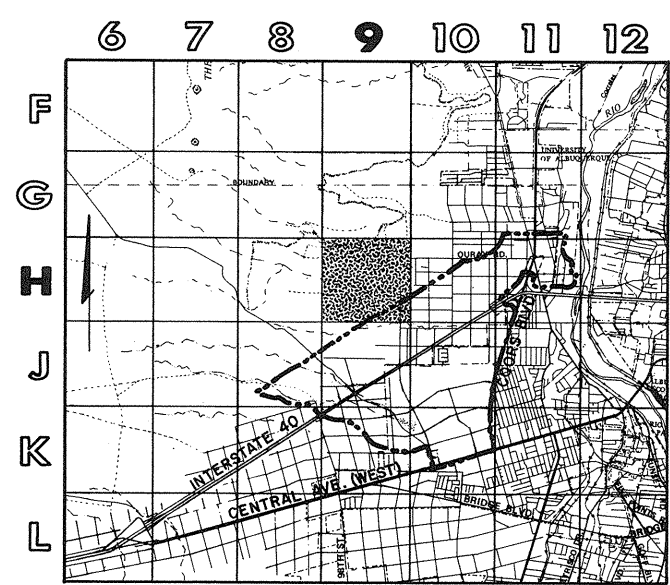 6 7 8 9 10 11 12
F
RIO
UNIVERSITY
OF ALBUQUERQUE
G
BOUNDARY
OURAY RD.
H
COORS BLVD
J
INTERSTATE 40
K
CENTRAL AVE. (WEST)
BRIDGE BLVD
L
98TH ST.